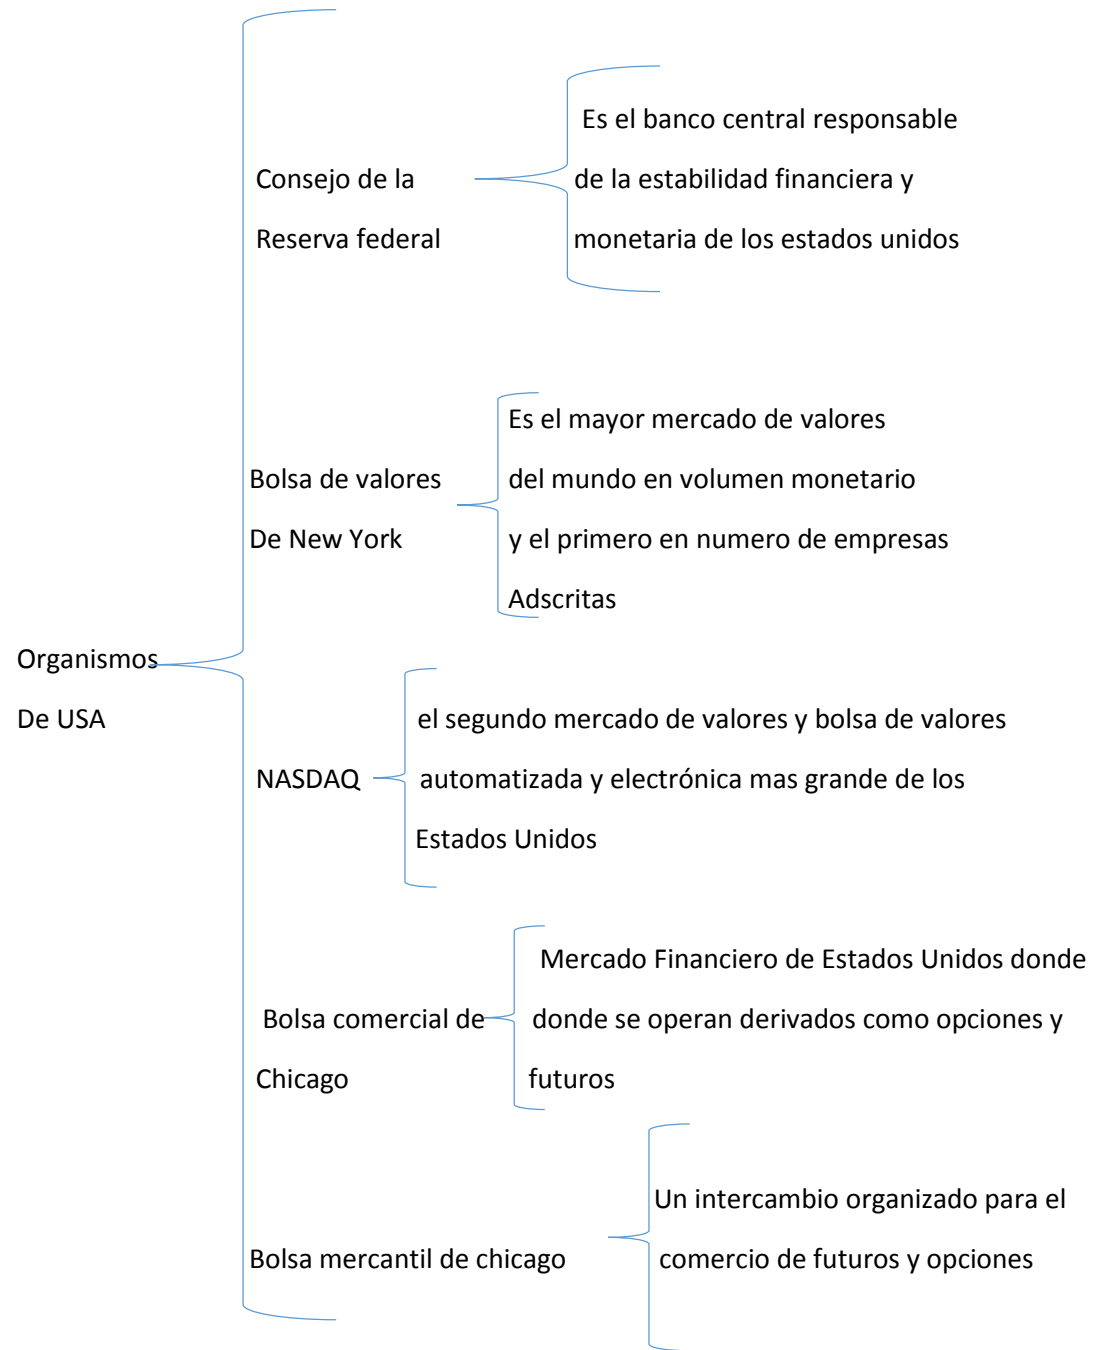 Organismos
De USA
Consejo de la
Reserva federal
Es el banco central responsable
de la estabilidad financiera y
monetaria de los estados unidos
Bolsa de valores
De New York
Es el mayor mercado de valores
del mundo en volumen monetario
y el primero en numero de empresas
Adscritas
NASDAQ
el segundo mercado de valores y bolsa de valores
automatizada y electrónica mas grande de los
Estados Unidos
Bolsa comercial de
Chicago
Mercado Financiero de Estados Unidos donde
donde se operan derivados como opciones y
futuros
Bolsa mercantil de chicago
Un intercambio organizado para el
comercio de futuros y opciones